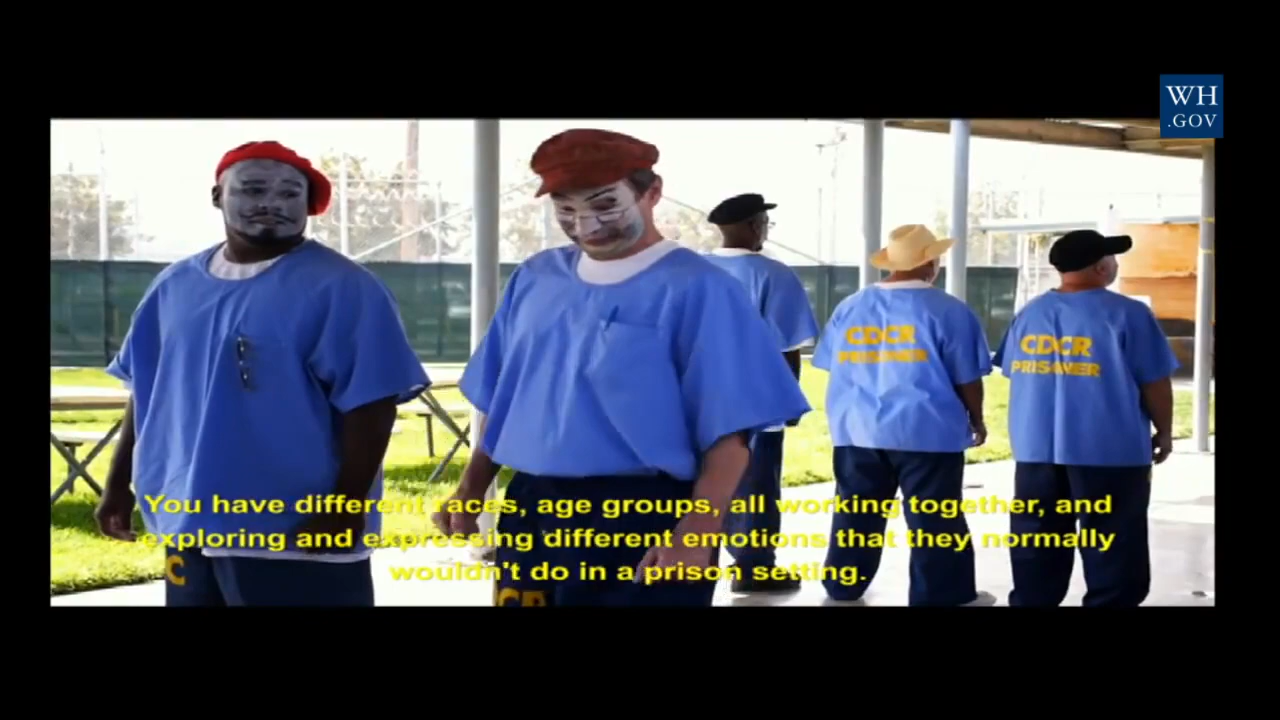 WH
.GOV
CDCR
PRISONER
CDCR
PRISONER
You have different races, age groups, all working together, and
exploring and expressing different emotions that they normally
wouldn't do in a prison setting.